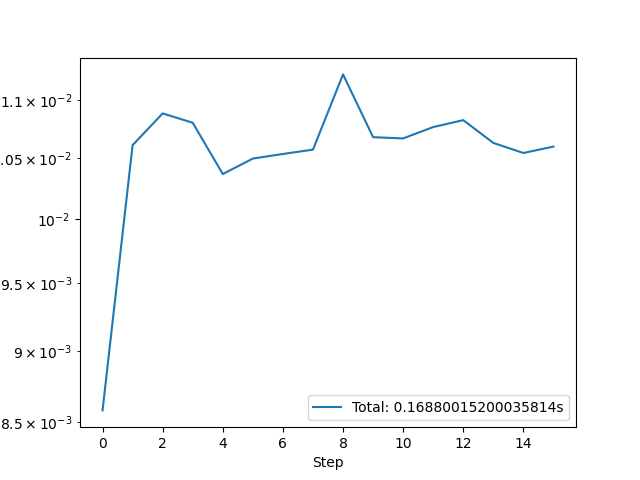 1.1 × 10⁻²
.05 × 10⁻²
10⁻²
9.5 × 10⁻³
9 × 10⁻³
8.5 × 10⁻³
0 2 4 6 8 10 12 14
Step
Total: 0.16880015200035814s